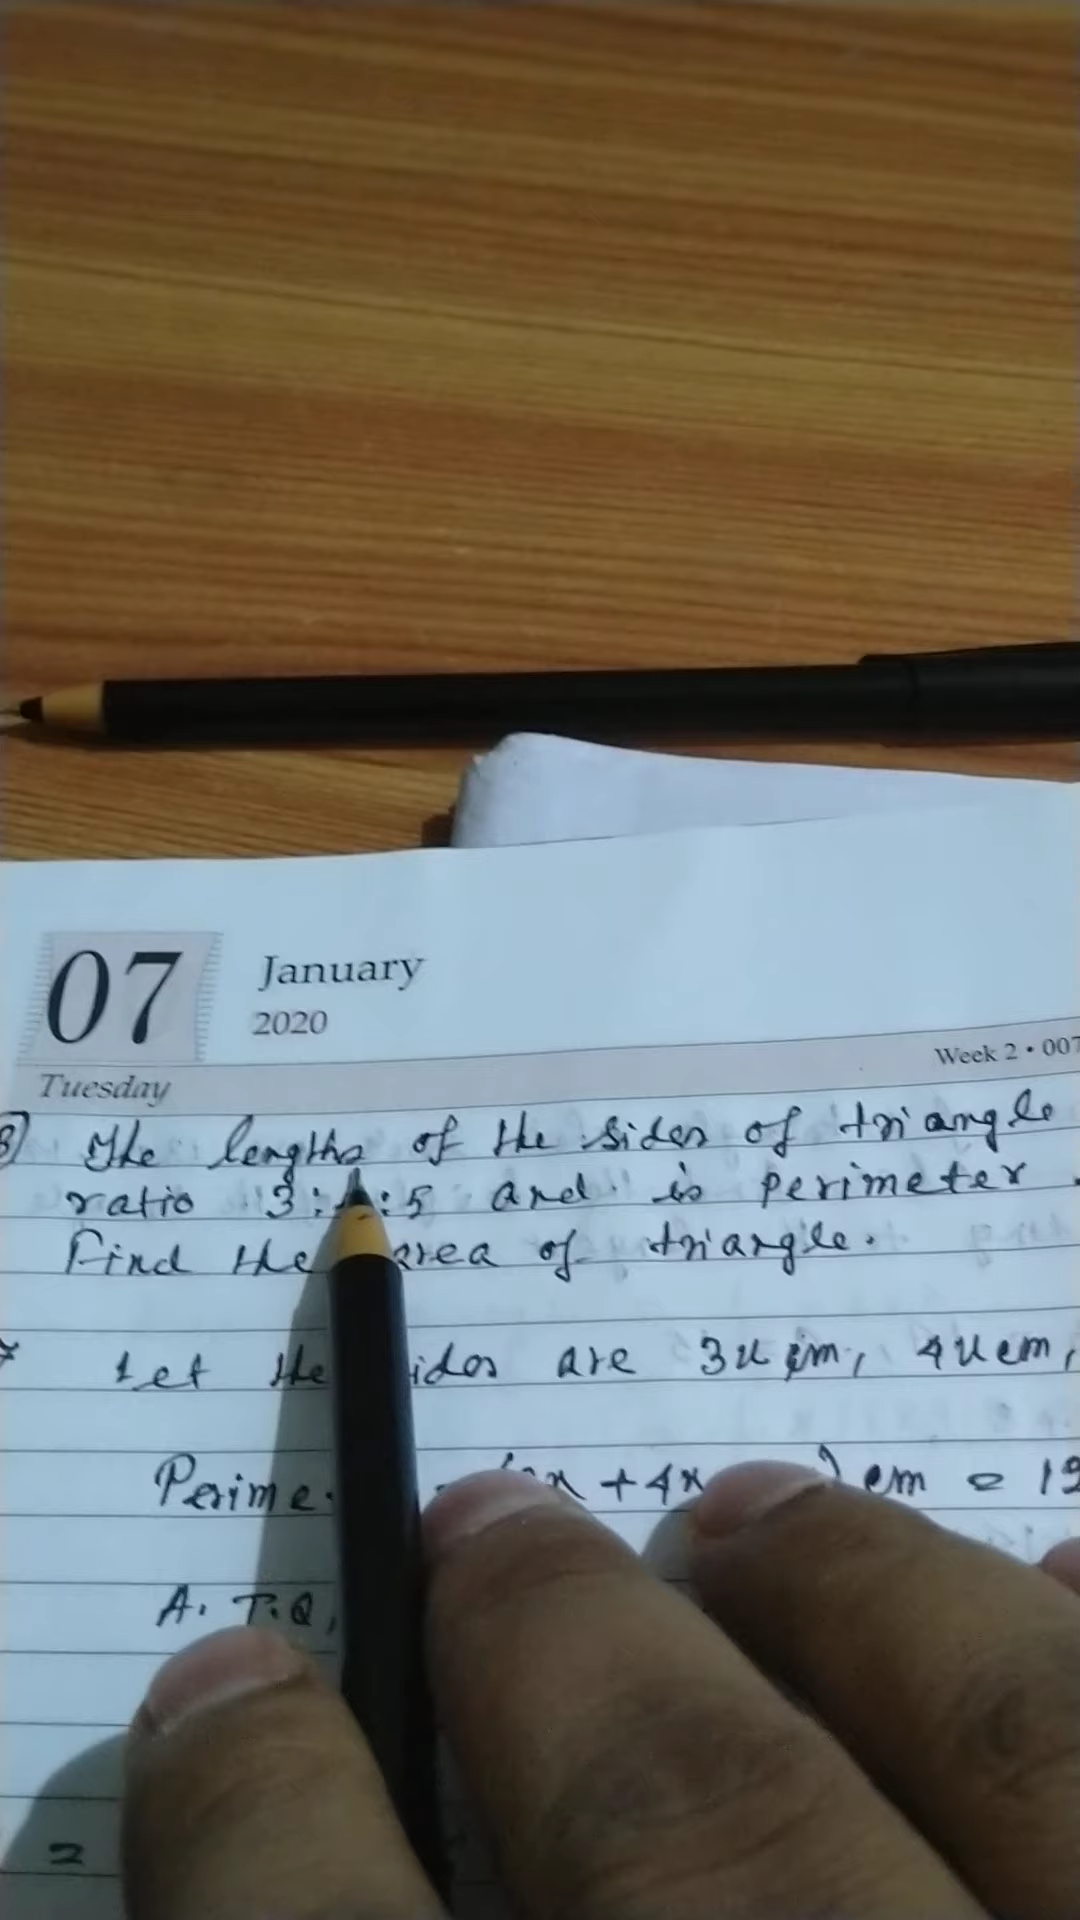 07
January
2020
Week 2 • 007
Tuesday
The lengths of the sides of triangle
ratio 3: :5 and is perimeter
Find the area of triangle.
Let the sides are 3x cm, 4x cm,
Perime + 4x ) cm =
A. T.Q,
=